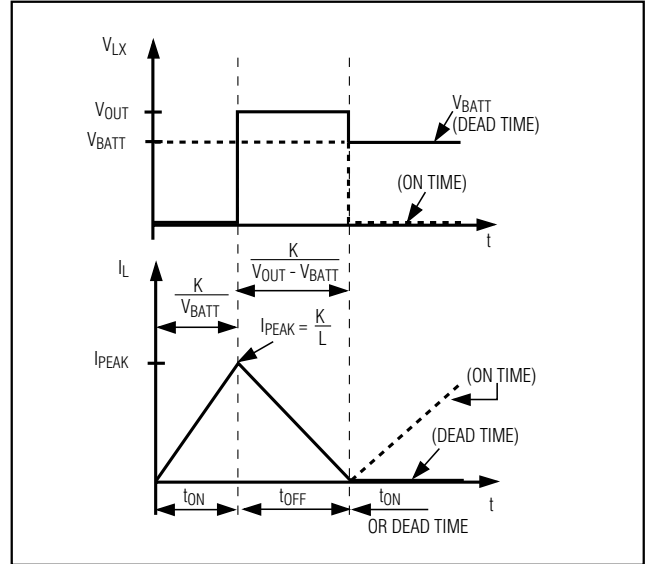 VLX
VOUT
VBATT
VBATT
(DEAD TIME)
(ON TIME)
t
K
VOUT - VBATT
IL
K
VBATT
IPEAK = K
L
IPEAK
(ON TIME)
(DEAD TIME)
tON
tOFF
tON
OR DEAD TIME
t